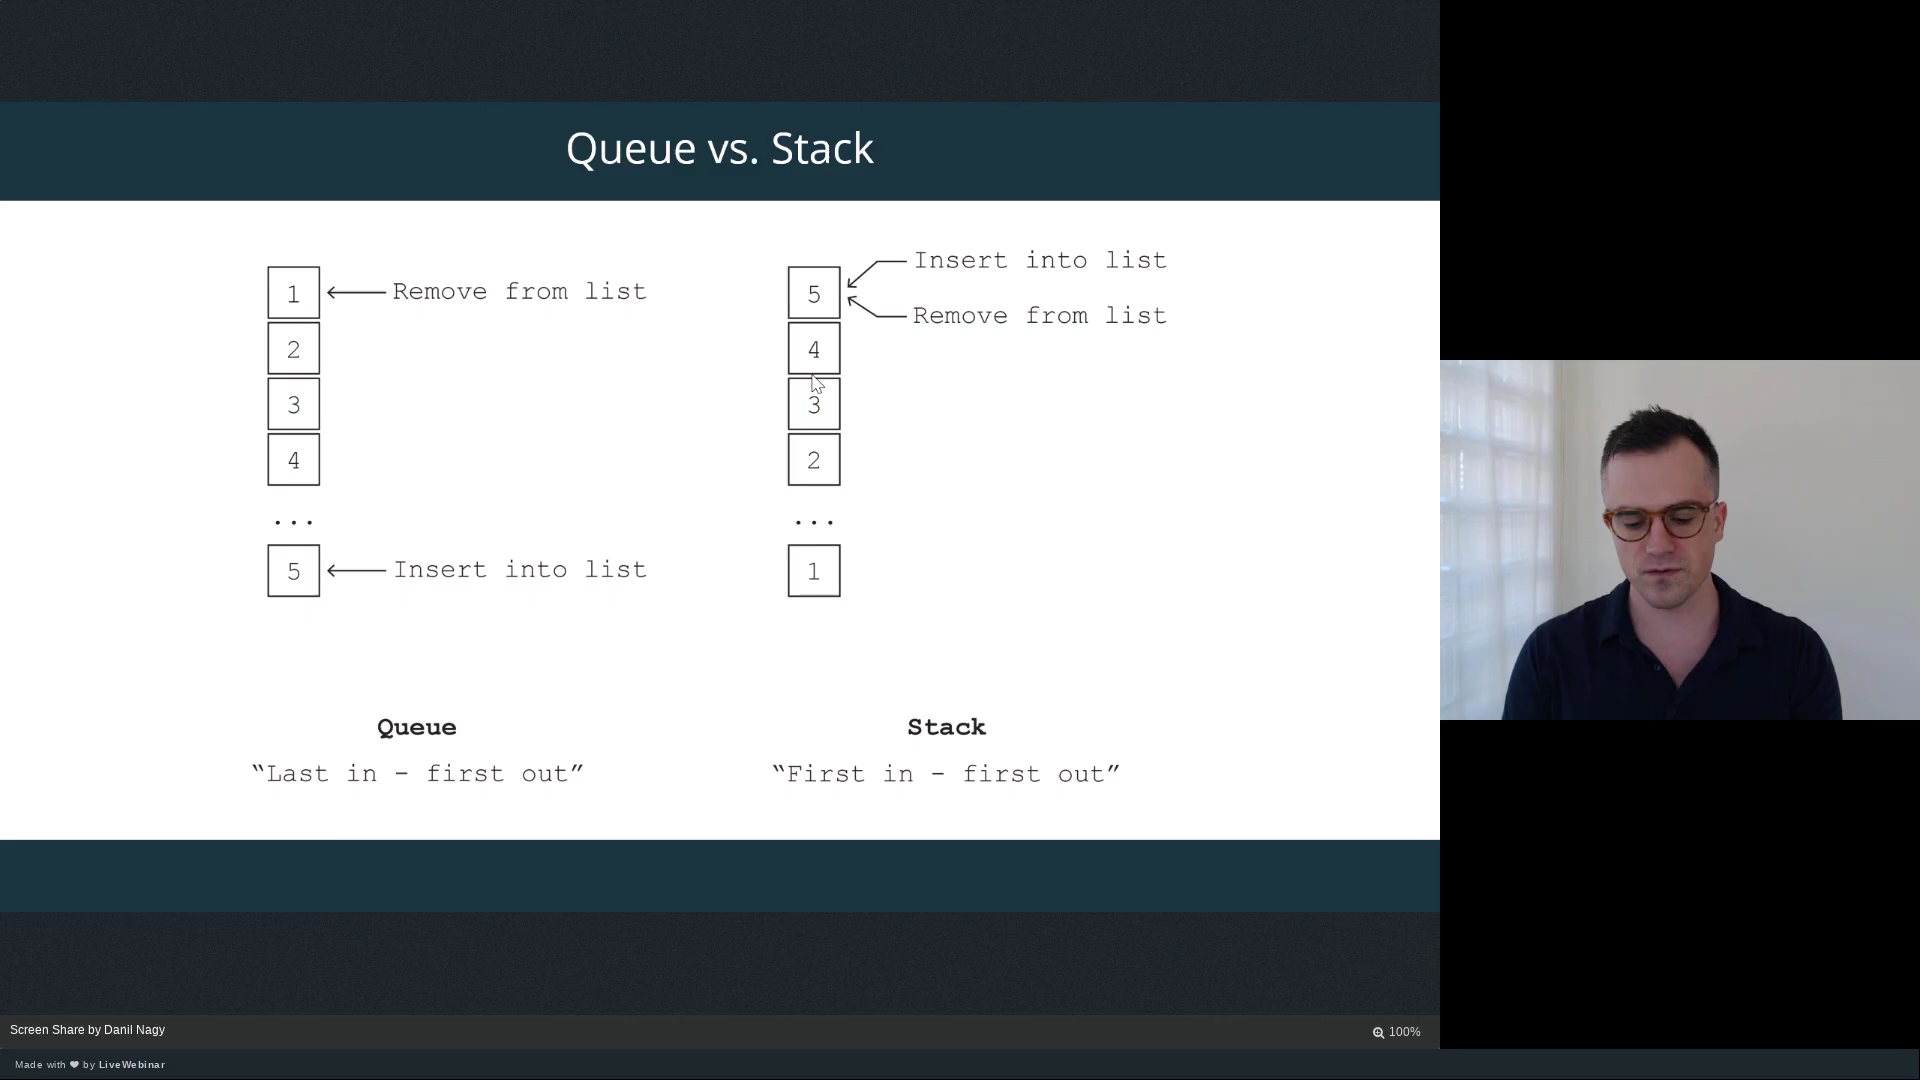 Queue vs. Stack
1
Remove from list
2
3
4
...
5
Insert into list
Queue
“Last in – first out”
Insert into list
5
Remove from list
4
3
2
...
1
Stack
“First in – first out”
Screen Share by Danil Nagy
100%
Made with ♥ by LiveWebinar